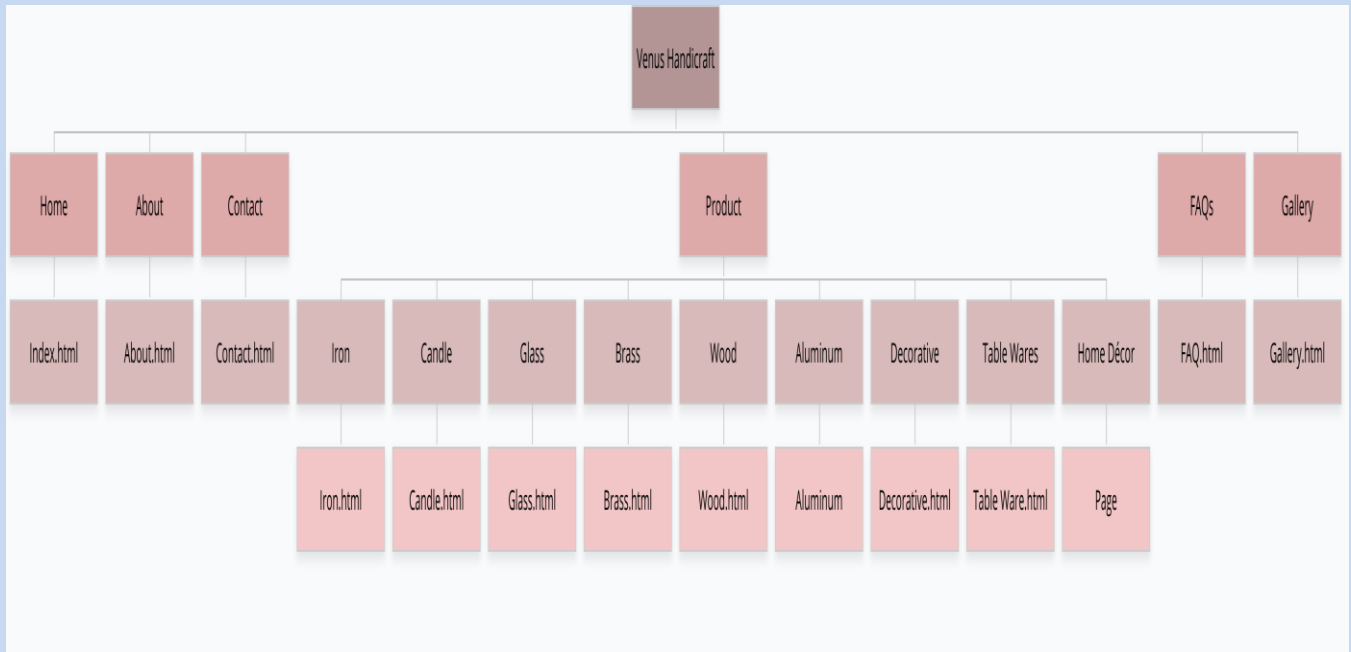 Venus Handicraft
Home
About
Contact
Product
FAQs
Gallery
Index.html
About.html
Contact.html
Iron
Candle
Glass
Brass
Wood
Aluminum
Decorative
Table Wares
Home Décor
FAQ.html
Gallery.html
Iron.html
Candle.html
Glass.html
Brass.html
Wood.html
Aluminum
Decorative.html
Table Ware.html
Page